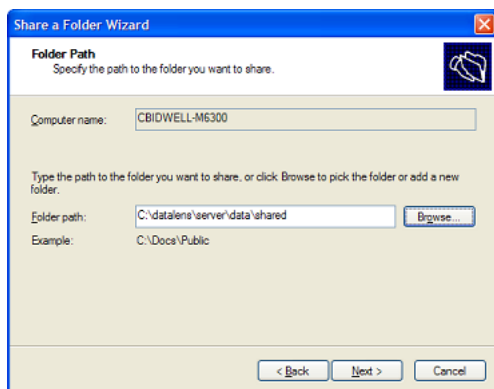 Share a Folder Wizard
Folder Path
Specify the path to the folder you want to share.
Computer name: CBIDWELL-M6300
Type the path to the folder you want to share, or click Browse to pick the folder or add a new
folder.
Folder path: C:\datalens\server\data\shared Browse...
Example: C:\Docs\Public
< Back Next > Cancel